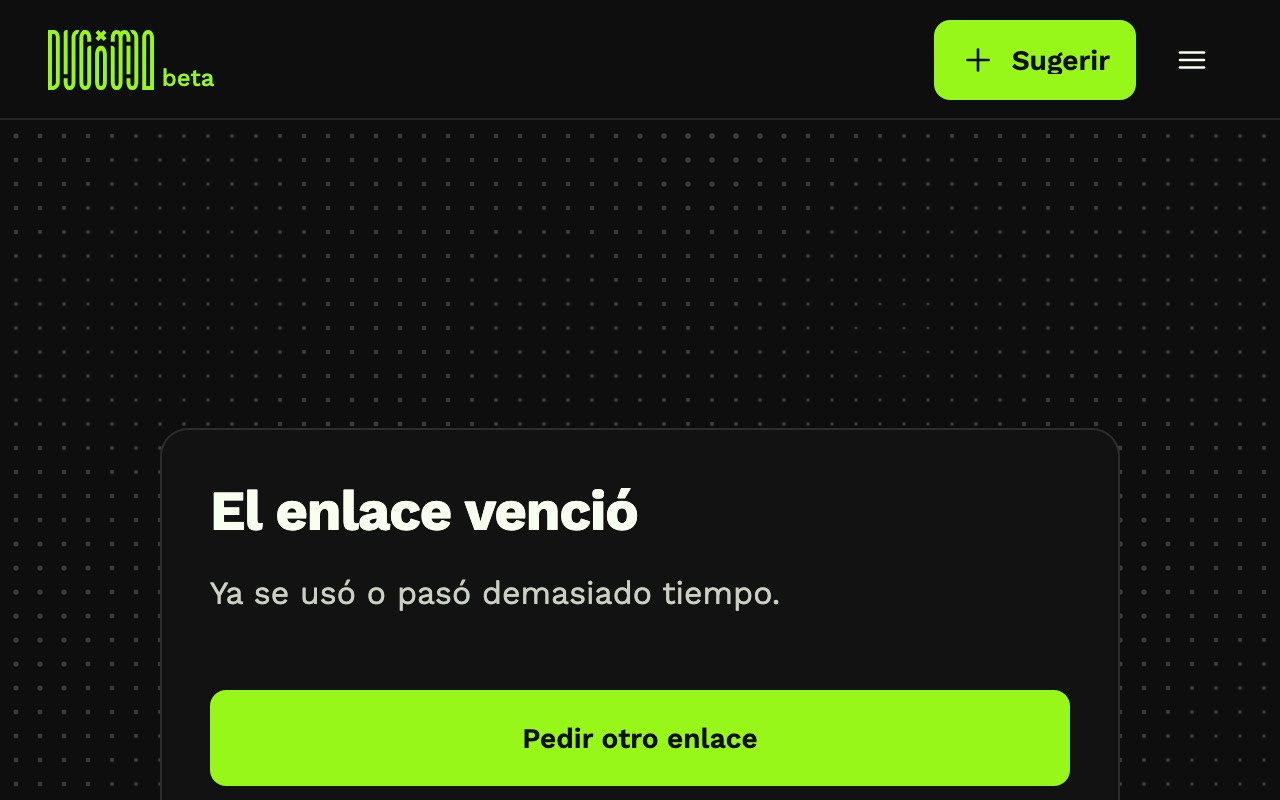 beta
Sugerir
El enlace venció
Ya se usó o pasó demasiado tiempo.
Pedir otro enlace